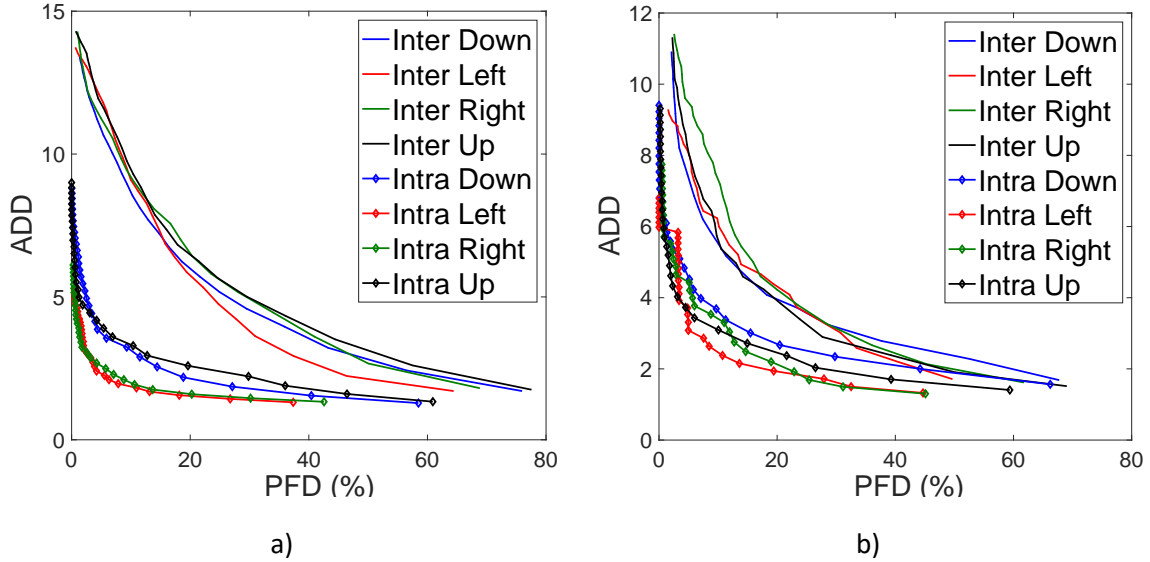 15
10
5
0
ADD
0
20
40
60
80
PFD (%)
Inter Down
Inter Left
Inter Right
Inter Up
Intra Down
Intra Left
Intra Right
Intra Up
a)
12
10
8
6
4
2
0
ADD
0
20
40
60
80
PFD (%)
Inter Down
Inter Left
Inter Right
Inter Up
Intra Down
Intra Left
Intra Right
Intra Up
b)